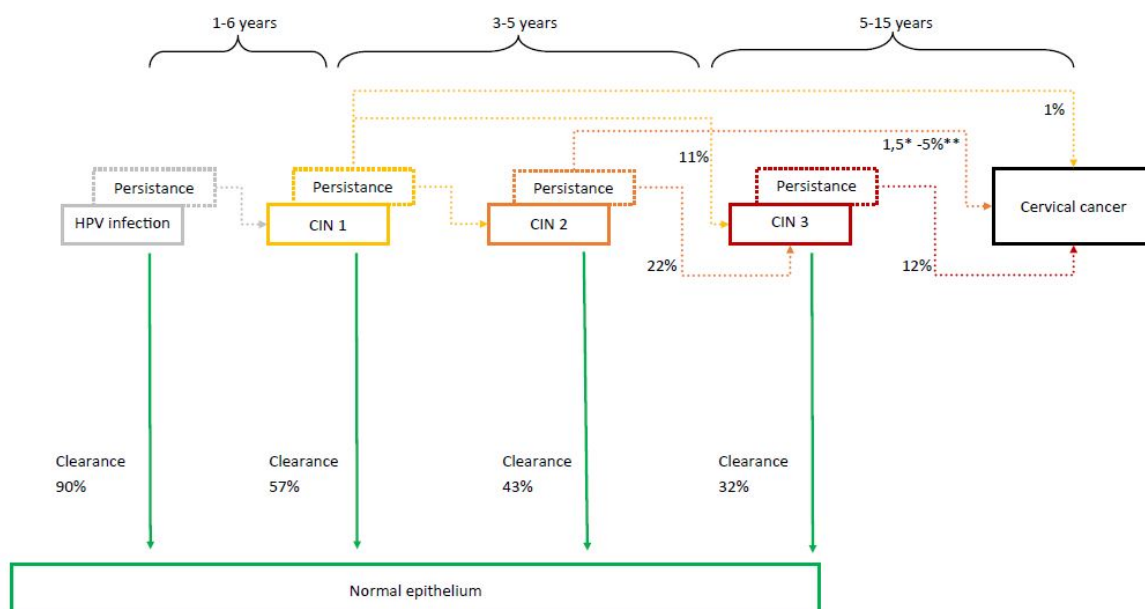 1-6 years
3-5 years
5-15 years
1%
1,5* -5%**
11%
Persistance
Persistance
Persistance
Persistance
HPV infection
CIN 1
CIN 2
CIN 3
Cervical cancer
22%
12%
Clearance
90%
Clearance
57%
Clearance
43%
Clearance
32%
Normal epithelium